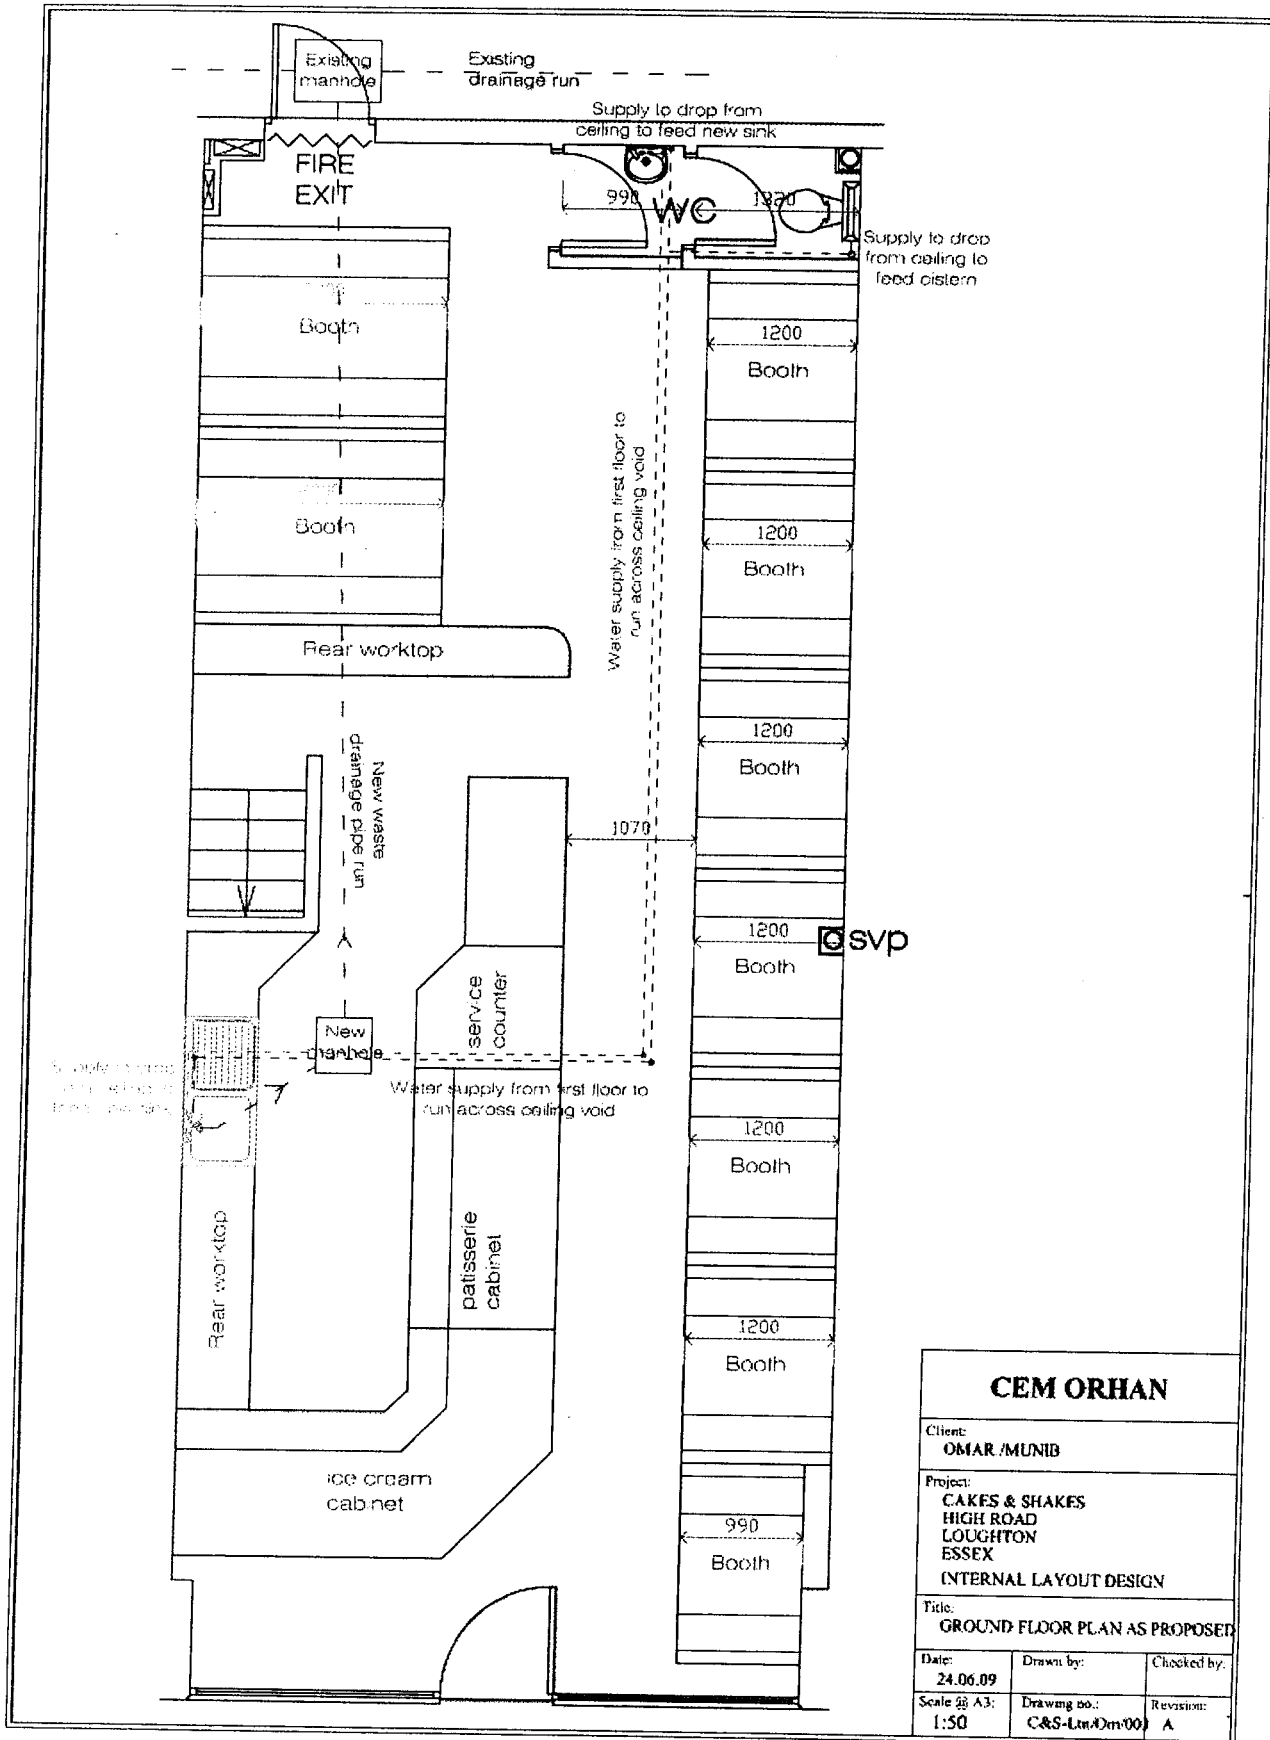 Existing
manhole
Existing
drainage run
Supply to drop from
ceiling to feed new sink
FIRE
EXIT
990
WC
1320
Supply to drop
from ceiling to
feed cistern
Booth
1200
Booth
Booth
1200
Booth
Water supply from first floor to
run across ceiling void
Rear worktop
1200
Booth
New waste
drainage pipe run
1070
1200
svp
Booth
service
counter
New
manhole
Water supply from first floor to
run across ceiling void
1200
Booth
patisserie
cabinet
Rear worktop
1200
Booth
ice cream
cabinet
990
Booth
CEM ORHAN
Client:
OMAR /MUNIB
Project:
CAKES & SHAKES
HIGH ROAD
LOUGHTON
ESSEX
INTERNAL LAYOUT DESIGN
Title:
GROUND FLOOR PLAN AS PROPOSED
Date:
24.06.09
Drawn by:
Checked by:
Scale @ A3:
1:50
Drawing no.:
Revision:
A